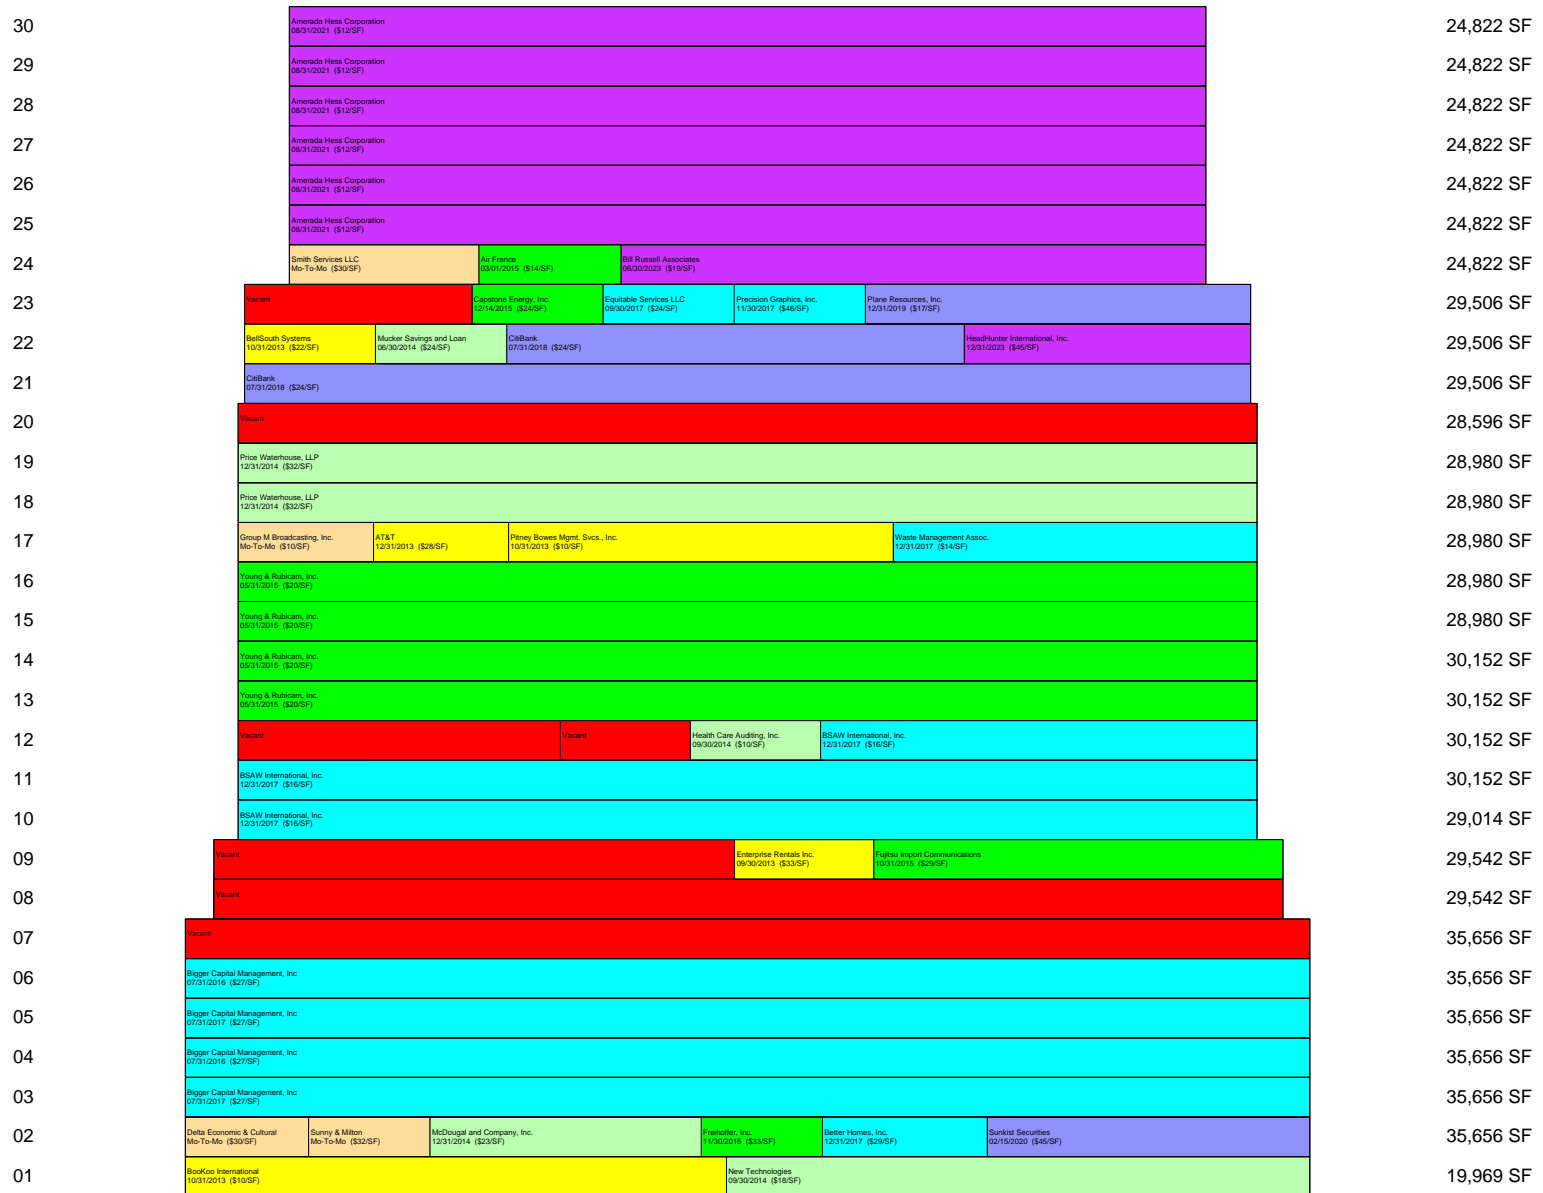 30 Amerada Hess Corporation 24,822 SF
08/31/2021 ($12/SF)
29 Amerada Hess Corporation 24,822 SF
08/31/2021 ($12/SF)
28 Amerada Hess Corporation 24,822 SF
08/31/2021 ($12/SF)
27 Amerada Hess Corporation 24,822 SF
08/31/2021 ($12/SF)
26 Amerada Hess Corporation 24,822 SF
08/31/2021 ($12/SF)
25 Amerada Hess Corporation 24,822 SF
08/31/2021 ($12/SF)
24 Smith Services LLC Air France Bill Russell Associates 24,822 SF
Mo-To-Mo ($30/SF) 03/01/2015 ($14/SF) 06/30/2023 ($19/SF)
23 Vacant Capstone Energy, Inc. Equitable Services LLC Precision Graphics, Inc. Plane Resources, Inc. 29,506 SF
12/14/2015 ($24/SF) 09/30/2017 ($24/SF) 11/30/2017 ($46/SF) 12/31/2019 ($17/SF)
22 BellSouth Systems Mucker Savings and Loan CitiBank HeadHunter International, Inc. 29,506 SF
10/31/2013 ($22/SF) 06/30/2014 ($24/SF) 07/31/2018 ($24/SF) 12/31/2023 ($45/SF)
21 CitiBank 29,506 SF
07/31/2018 ($24/SF)
20 Vacant 28,596 SF
19 Price Waterhouse, LLP 28,980 SF
12/31/2014 ($32/SF)
18 Price Waterhouse, LLP 28,980 SF
12/31/2014 ($32/SF)
17 Group M Broadcasting, Inc. AT&T Pitney Bowes Mgmt. Svcs., Inc. Waste Management Assoc. 28,980 SF
Mo-To-Mo ($10/SF) 12/31/2013 ($28/SF) 10/31/2013 ($10/SF) 12/31/2017 ($14/SF)
16 Young & Rubicam, Inc. 28,980 SF
05/31/2015 ($20/SF)
15 Young & Rubicam, Inc. 28,980 SF
05/31/2015 ($20/SF)
14 Young & Rubicam, Inc. 30,152 SF
05/31/2015 ($20/SF)
13 Young & Rubicam, Inc. 30,152 SF
05/31/2015 ($20/SF)
12 Vacant Vacant Health Care Auditing, Inc. BSAW International, Inc. 30,152 SF
09/30/2014 ($10/SF) 12/31/2017 ($16/SF)
11 BSAW International, Inc. 30,152 SF
12/31/2017 ($16/SF)
10 BSAW International, Inc. 29,014 SF
12/31/2017 ($16/SF)
09 Vacant Enterprise Rentals Inc. Fujitsu Import Communications 29,542 SF
09/30/2013 ($33/SF) 10/31/2015 ($29/SF)
08 Vacant 29,542 SF
07 Vacant 35,656 SF
06 Bigger Capital Management, Inc 35,656 SF
07/31/2016 ($27/SF)
05 Bigger Capital Management, Inc 35,656 SF
07/31/2017 ($27/SF)
04 Bigger Capital Management, Inc 35,656 SF
07/31/2016 ($27/SF)
03 Bigger Capital Management, Inc 35,656 SF
07/31/2017 ($27/SF)
02 Delta Economic & Cultural Sunny & Milton McDougal and Company, Inc. Freihoffer, Inc. Better Homes, Inc. Sunkist Securities 35,656 SF
Mo-To-Mo ($30/SF) Mo-To-Mo ($32/SF) 12/31/2014 ($23/SF) 11/30/2015 ($33/SF) 12/31/2017 ($29/SF) 02/15/2020 ($45/SF)
01 BooKoo International New Technologies 19,969 SF
10/31/2013 ($10/SF) 09/30/2014 ($18/SF)